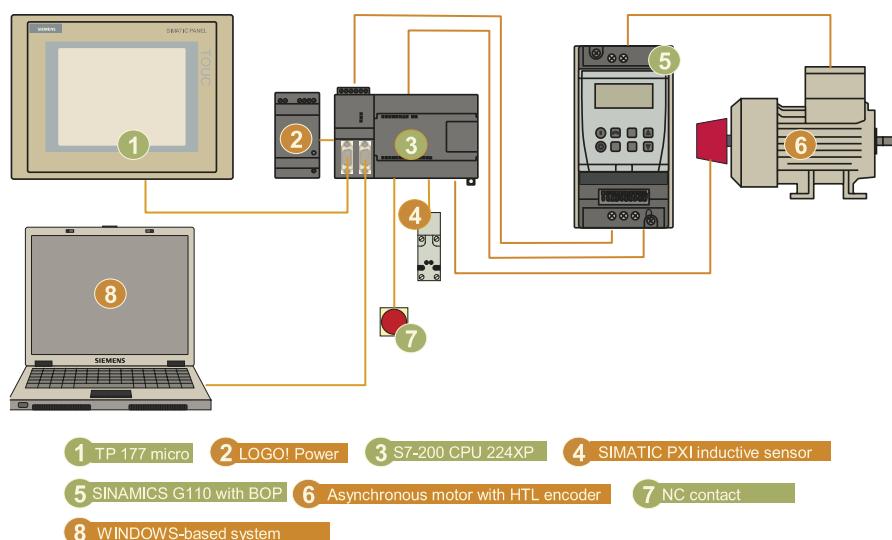 SIEMENS
SIMATIC PANEL
TOUC
1
2
3
4
5
6
7
8
SIEMENS
1 TP 177 micro
2 LOGO! Power
3 S7-200 CPU 224XP
4 SIMATIC PXI inductive sensor
5 SINAMICS G110 with BOP
6 Asynchronous motor with HTL encoder
7 NC contact
8 WINDOWS-based system